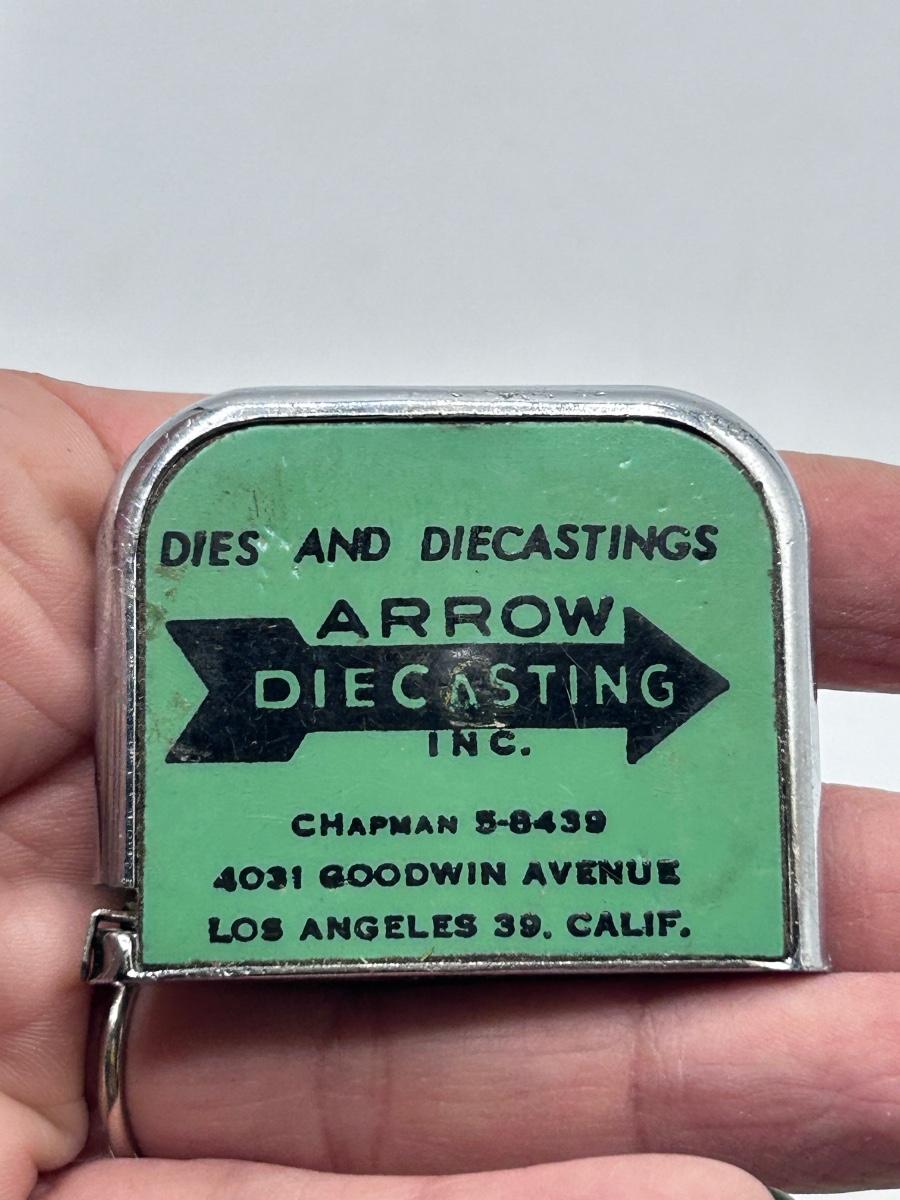 DIES AND DIECASTINGS
ARROW
DIECASTING
INC.
CHAPMAN 5-8439
4031 GOODWIN AVENUE
LOS ANGELES 39. CALIF.